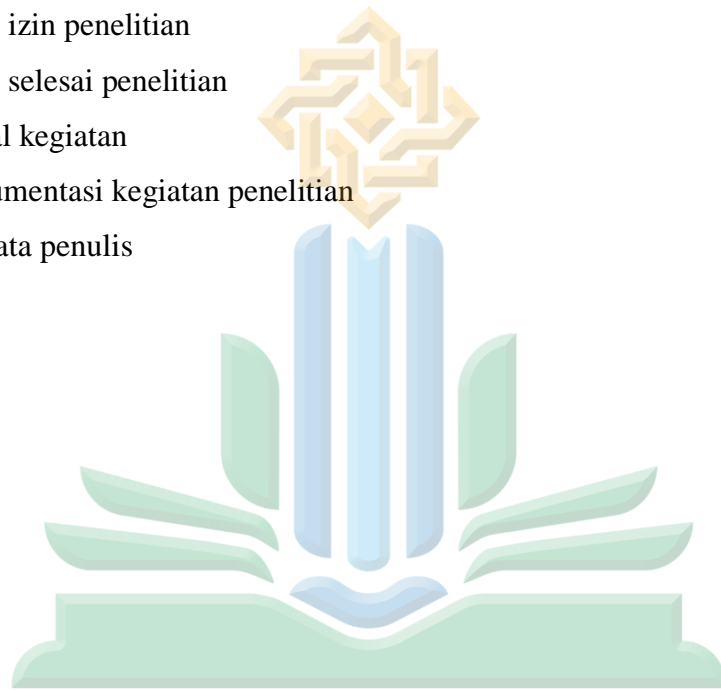 izin penelitian
selesai penelitian
l kegiatan
umentasi kegiatan penelitian
ata penulis